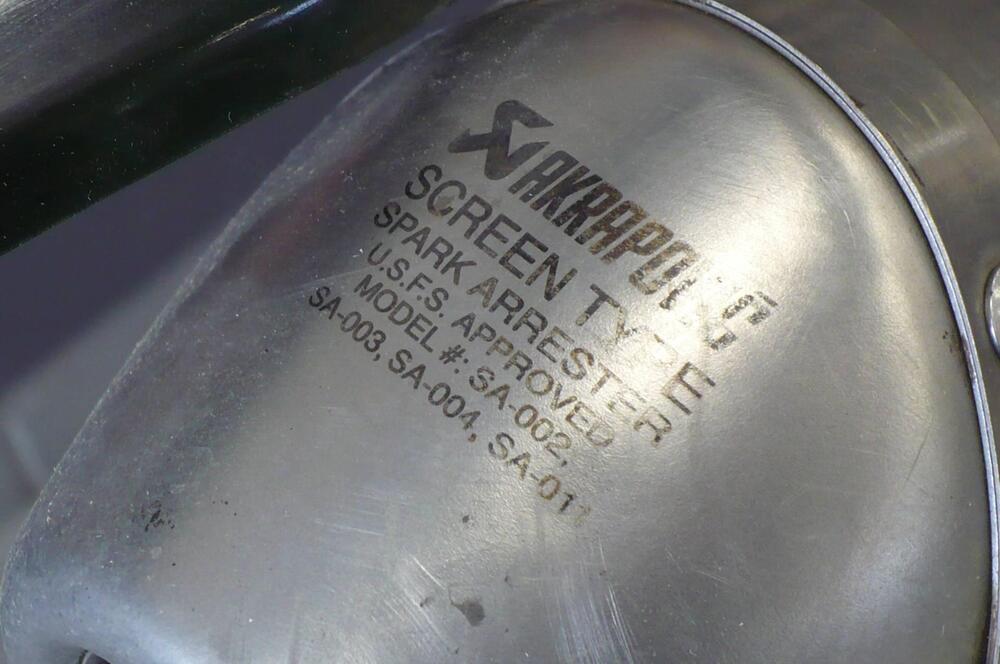 AKRAPOVIČ
SCREEN TYPE
SPARK ARRESTER
U.S.F.S. APPROVED
MODEL #: SA-002,
SA-003, SA-004, SA-011